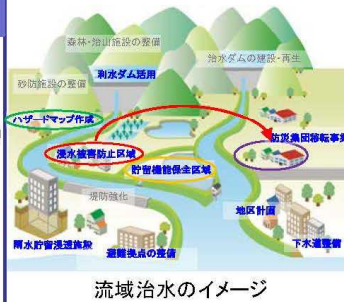 森林・治山施設の整備
治水ダムの建設・再生
砂防施設の整備
利水ダム活用
ハザードマップ作成
防災集団移転事業
浸水被害防止区域
貯留機能保全区域
堤防強化
地区計画
雨水貯留浸透施設
避難拠点の整備
下水道整備
流域治水のイメージ